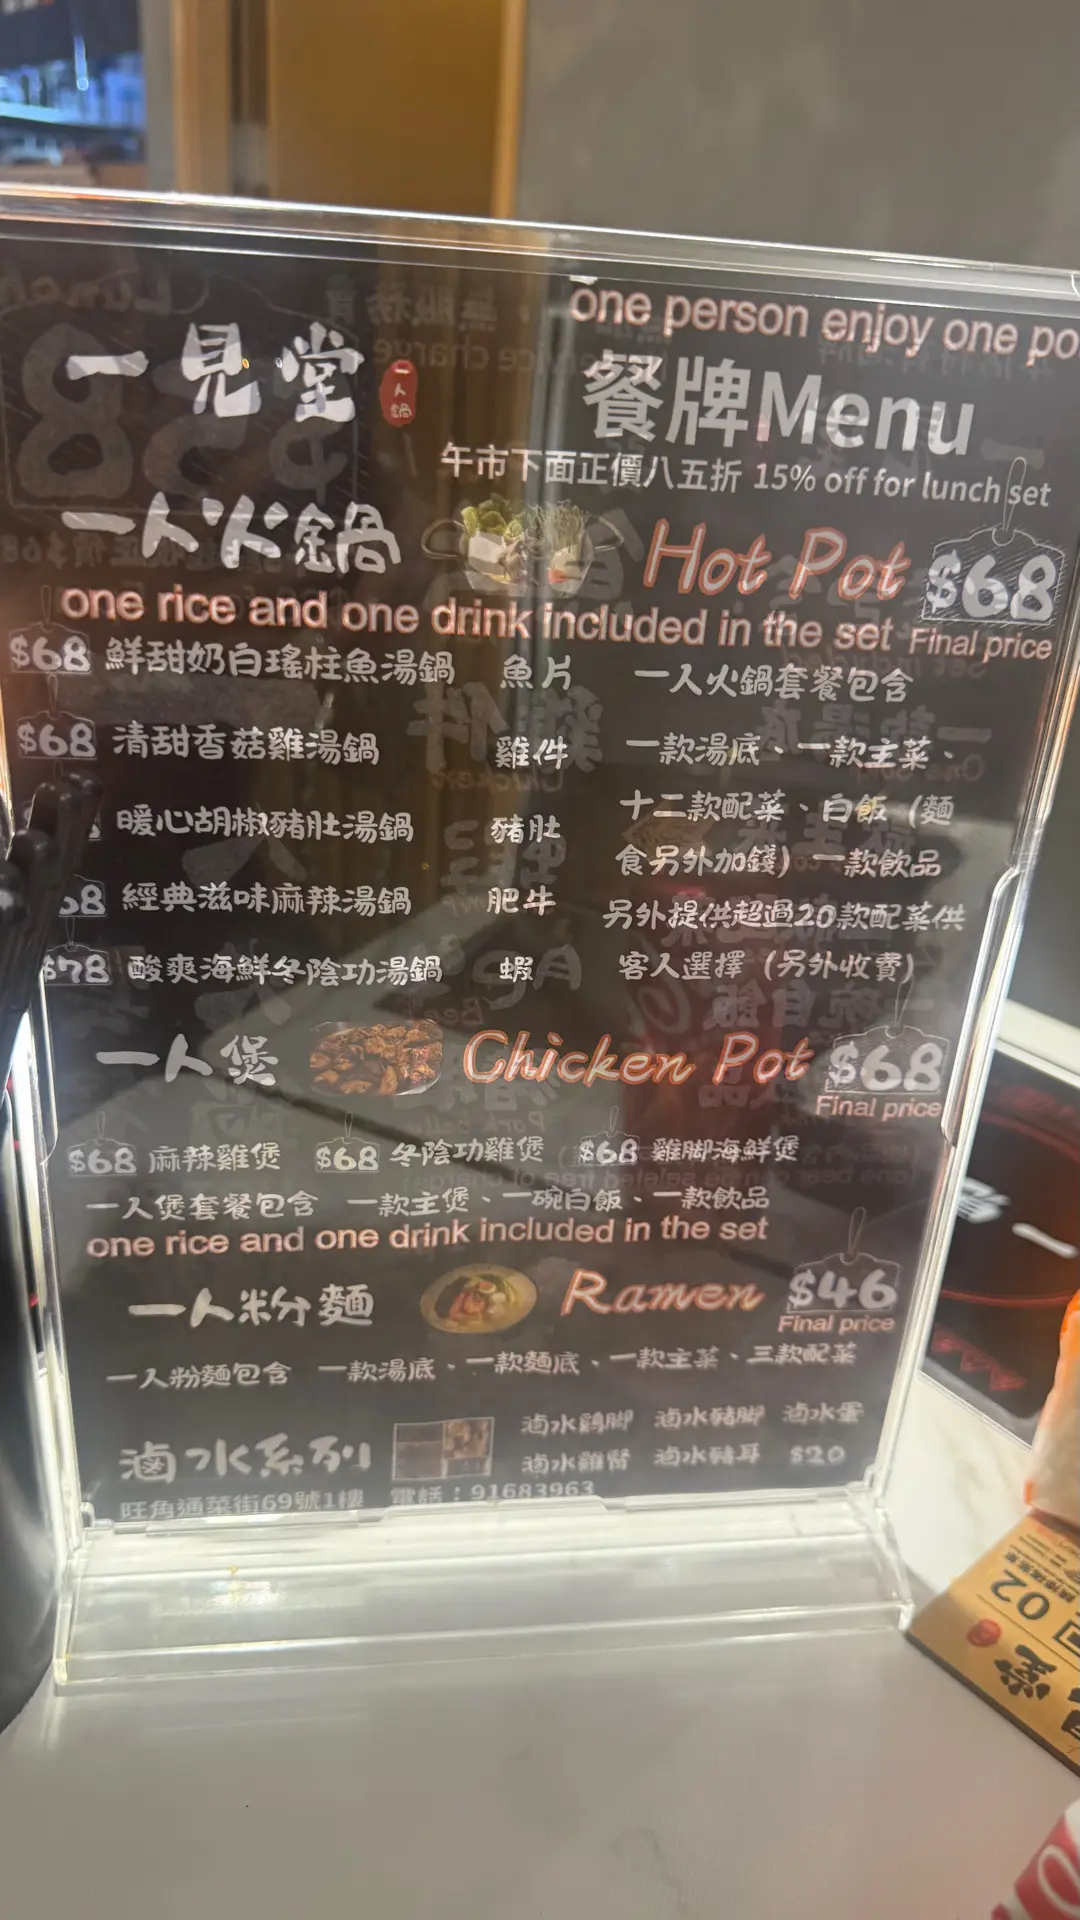 one person enjoy one po
一見堂
一人鍋
餐牌Menu
午市下面正價八五折 15% off for lunch set
一人火鍋 Hot Pot $68
one rice and one drink included in the set Final price
$68 鮮甜奶白瑤柱魚湯鍋 魚片 一人火鍋套餐包含
$68 清甜香菇雞湯鍋 雞件 一款湯底、一款主菜、
暖心胡椒豬肚湯鍋 豬肚 十二款配菜、白飯（麵
食另外加錢）一款飲品
8 經典滋味麻辣湯鍋 肥牛
另外提供超過20款配菜供
$78 酸爽海鮮冬陰功湯鍋 蝦 客人選擇（另外收費）
一人煲 Chicken Pot $68
Final price
$68 麻辣雞煲 $68 冬陰功雞煲 $68 雞腳海鮮煲
一人煲套餐包含 一款主煲、一碗白飯、一款飲品
one rice and one drink included in the set
一人粉麵 Ramen $46
Final price
一人粉麵包含 一款湯底、一款麵底、一款主菜、三款配菜
滷水系列
滷水鷄腳 滷水豬腳 滷水蛋
滷水雞腎 滷水豬耳 $20
旺角通菜街69號1樓 電話：91683963
02